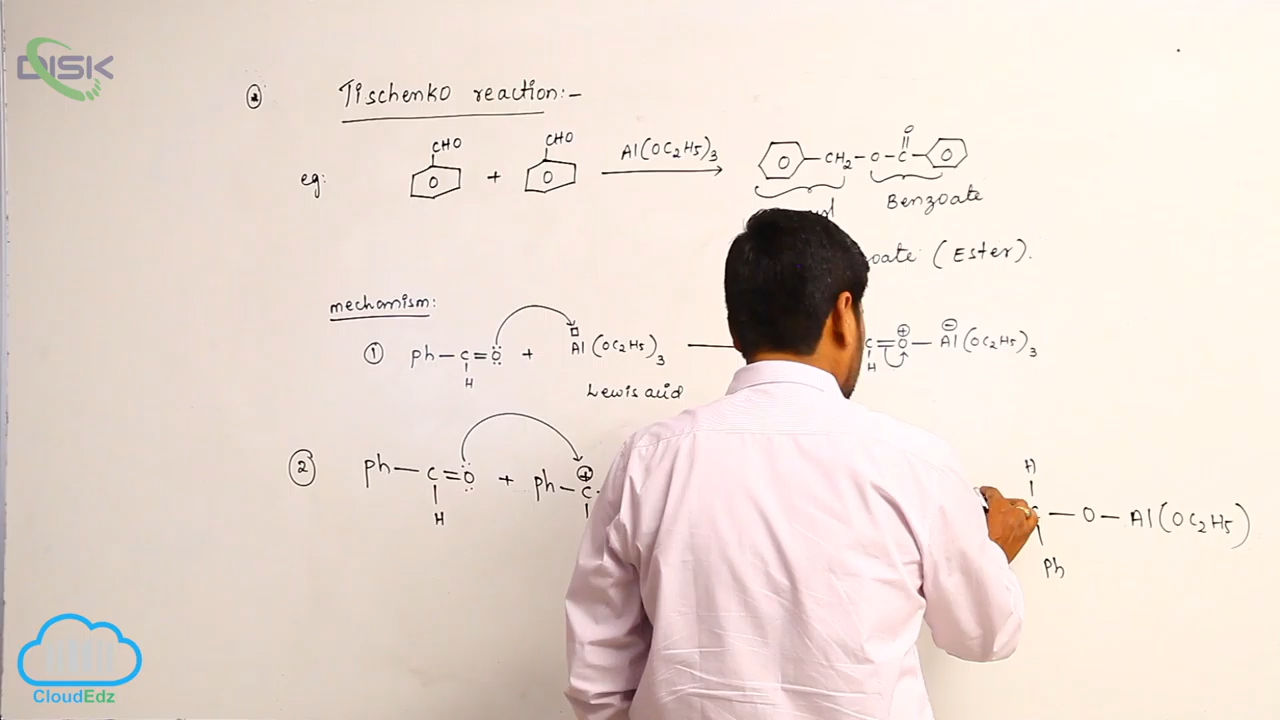 DISK
Tischenko reaction:-
CHO CHO O
eg: + Al(OC2H5)3 CH2-O-C-
Benzoate
(Ester).
mechanism:
① Ph-C=O + Al(OC2H5)3 C=O-Al(OC2H5)3
H H
Lewis acid
② Ph-C=O + Ph-C H
H -O-Al(OC2H5)
Ph
CloudEdz